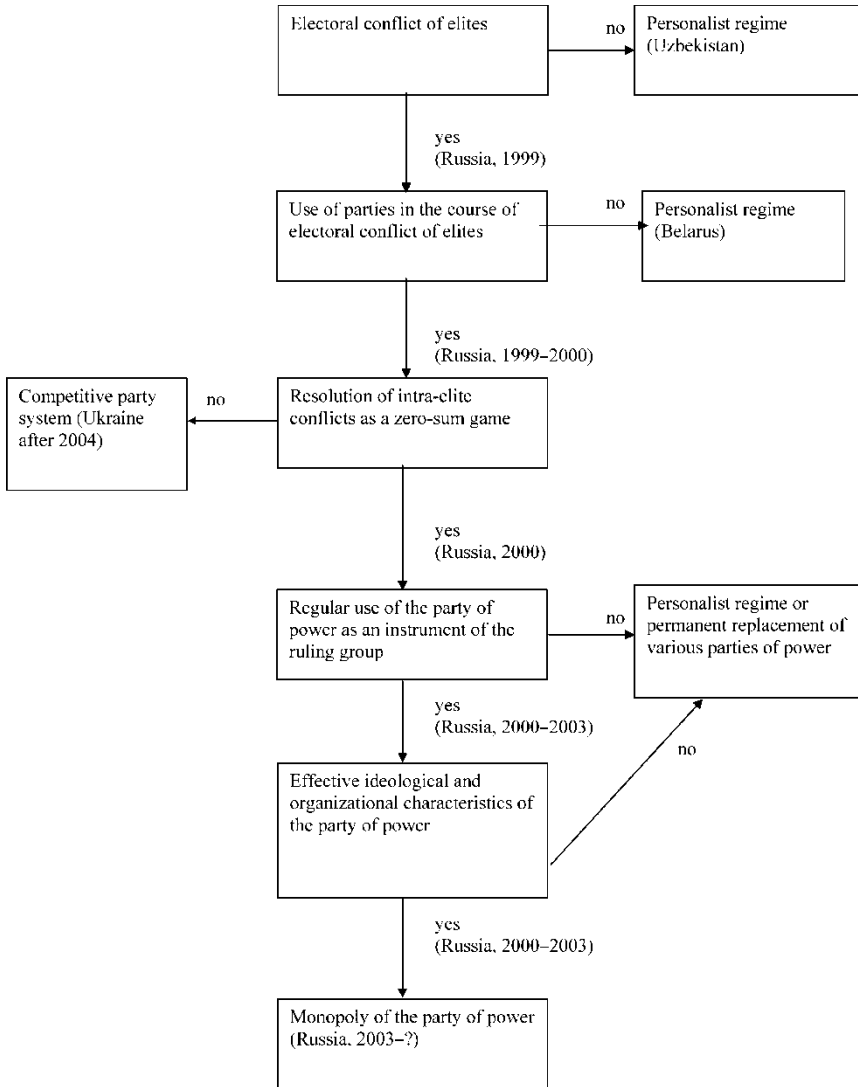 Electoral conflict of elites
no
Personalist regime
(Uzbekistan)
yes
(Russia, 1999)
Use of parties in the course of
electoral conflict of elites
no
Personalist regime
(Belarus)
yes
(Russia, 1999–2000)
Competitive party
system (Ukraine
after 2004)
no
Resolution of intra-elite
conflicts as a zero-sum game
yes
(Russia, 2000)
Regular use of the party of
power as an instrument of the
ruling group
no
Personalist regime or
permanent replacement of
various parties of power
yes
(Russia, 2000–2003)
no
Effective ideological and
organizational characteristics of
the party of power
yes
(Russia, 2000–2003)
Monopoly of the party of power
(Russia, 2003–?)